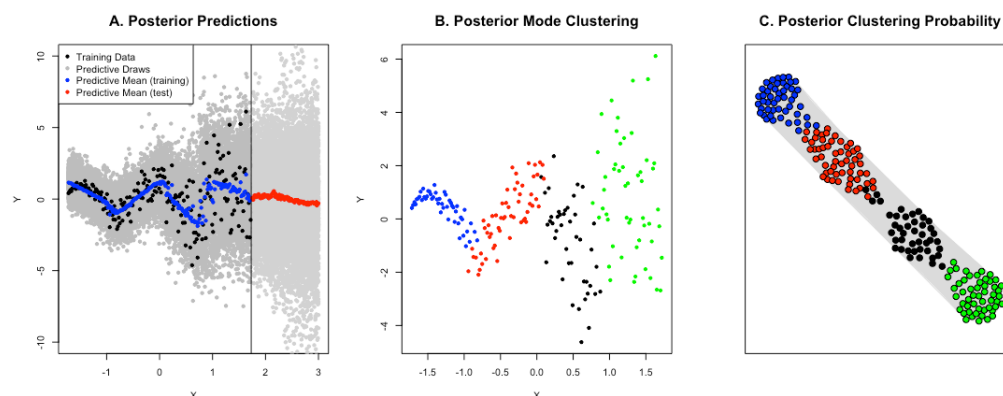 A. Posterior Predictions
Training Data
Predictive Draws
Predictive Mean (training)
Predictive Mean (test)
10
5
0
-5
-10
Y
-1
0
1
2
3
B. Posterior Mode Clustering
6
4
2
0
-2
-4
Y
-1.5
-1.0
-0.5
0.0
0.5
1.0
1.5
C. Posterior Clustering Probability